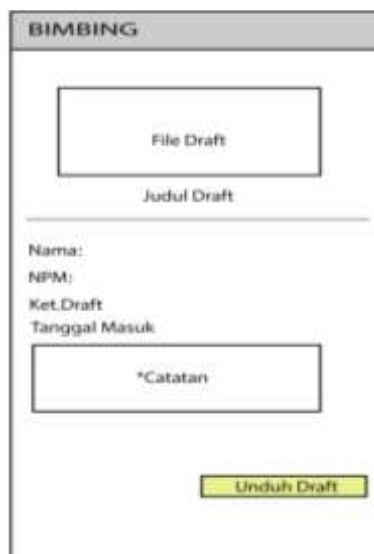 BIMBING
File Draft
Judul Draft
Nama:
NPM:
Ket.Draft
Tanggal Masuk
*Catatan
Unduh Draft